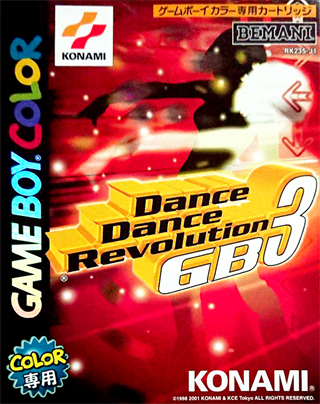 KONAMI
ゲームボーイカラー専用カートリッジ
BEMANI
RK235-J1
GAME BOY COLOR
Dance
Dance
Revolution
GB3
®
COLOR
専用
KONAMI®
©1998 2001 KONAMI & KCE Tokyo ALL RIGHTS RESERVED.